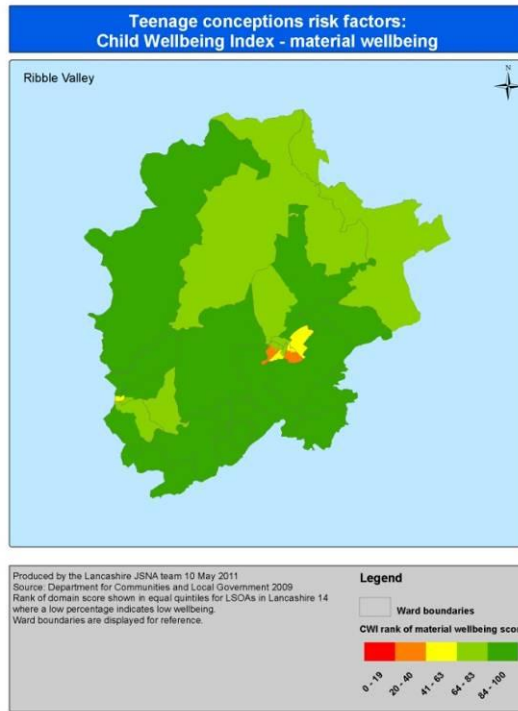 Teenage conceptions risk factors:
Child Wellbeing Index - material wellbeing
Ribble Valley
N
Produced by the Lancashire JSNA team 10 May 2011
Source: Department for Communities and Local Government 2009
Rank of domain score shown in equal quintiles for LSOAs in Lancashire 14
where a low percentage indicates low wellbeing.
Ward boundaries are displayed for reference.
Legend
Ward boundaries
CWI rank of material wellbeing score
0 - 19
20 - 40
41 - 63
64 - 83
84 - 100